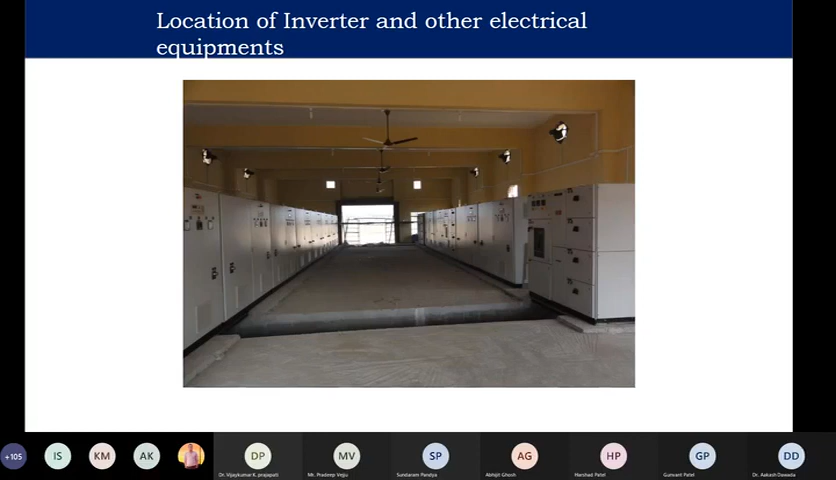 Location of Inverter and other electrical
equipments
+105
IS
KM
AK
DP
MV
SP
AG
HP
GP
DD
Dr. Vijaykumar K. prajapati
Mr. Pradeep Vejju
Sundaram Pandya
Abhijit Ghosh
Harshad Patel
Gunvant Patel
Dr. Aakash Dawada